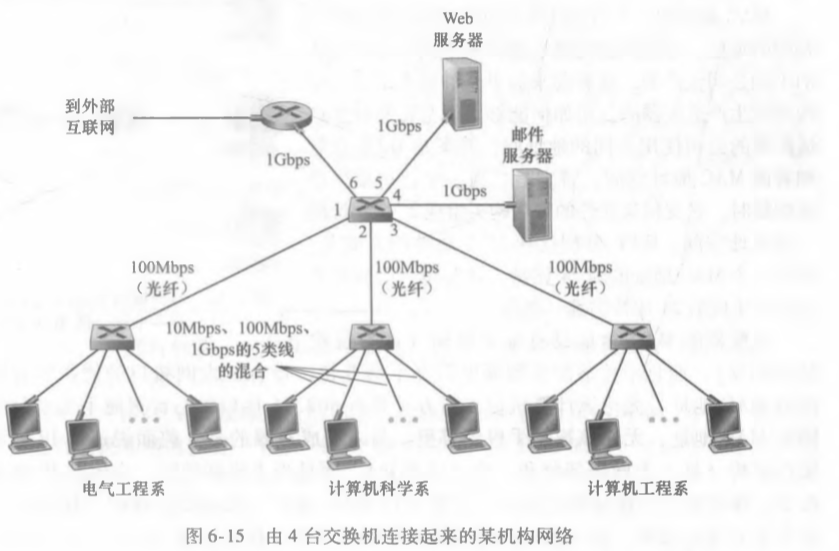 Web
服务器
到外部
互联网
1Gbps
1Gbps
邮件
服务器
6
5
4
1Gbps
1
2
3
100Mbps
（光纤）
100Mbps
（光纤）
100Mbps
（光纤）
10Mbps、100Mbps、
1Gbps的5类线
的混合
电气工程系
计算机科学系
计算机工程系
图6-15 由4台交换机连接起来的某机构网络